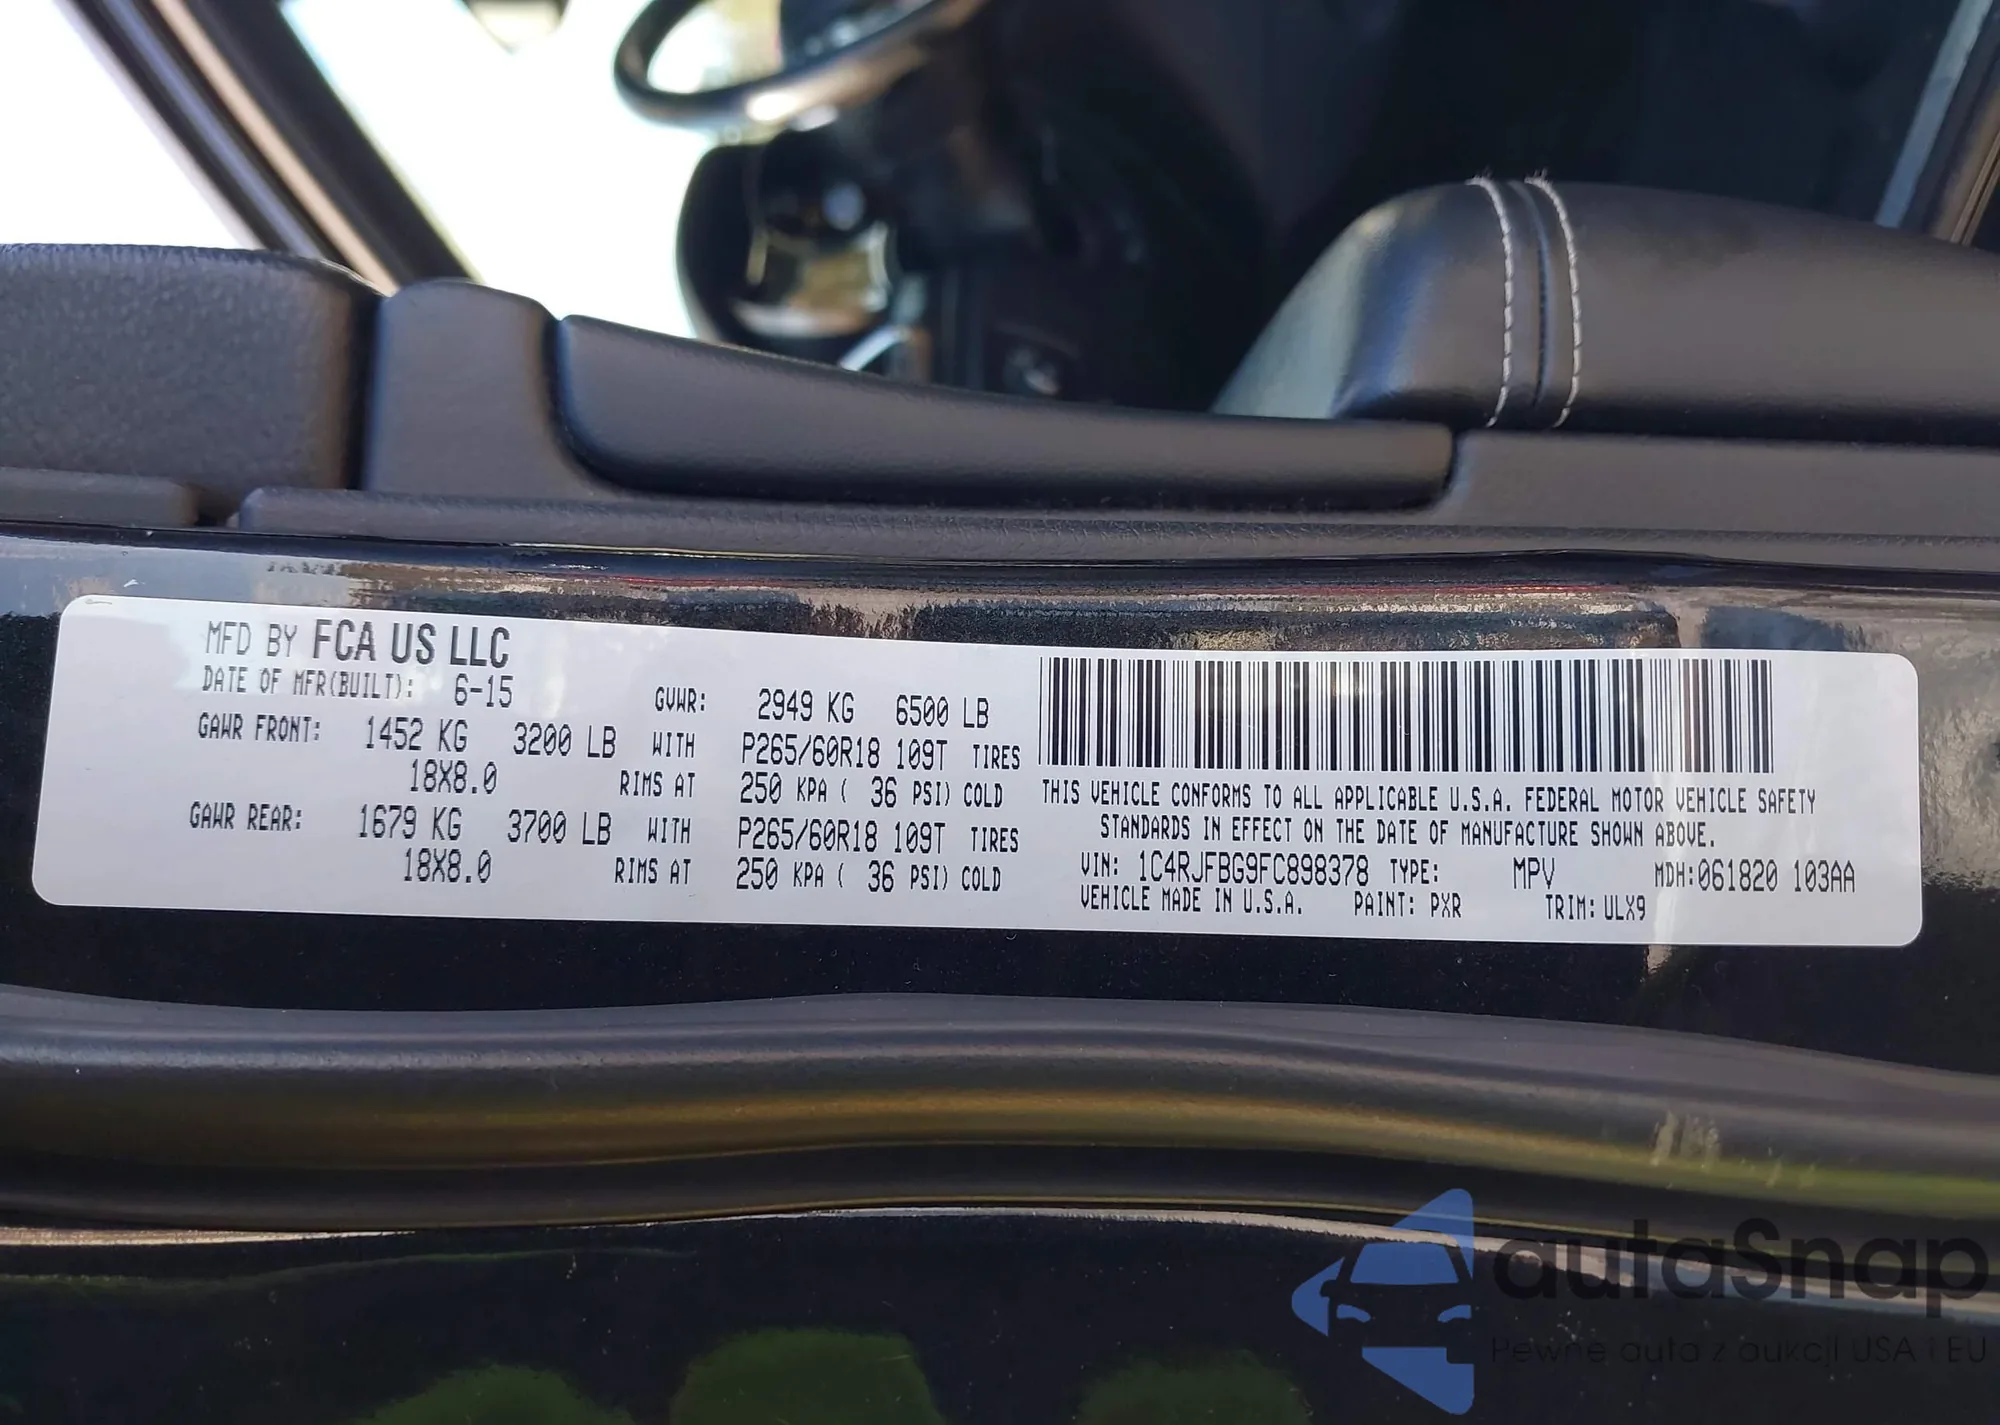 MFD BY FCA US LLC
DATE OF MFR(BUILT): 6-15 GVWR: 2949 KG 6500 LB
GAWR FRONT: 1452 KG 3200 LB WITH P265/60R18 109T TIRES
18X8.0 RIMS AT 250 KPA ( 36 PSI) COLD
GAWR REAR: 1679 KG 3700 LB WITH P265/60R18 109T TIRES
18X8.0 RIMS AT 250 KPA ( 36 PSI) COLD
THIS VEHICLE CONFORMS TO ALL APPLICABLE U.S.A. FEDERAL MOTOR VEHICLE SAFETY
STANDARDS IN EFFECT ON THE DATE OF MANUFACTURE SHOWN ABOVE.
VIN: 1C4RJFBG9FC898378 TYPE: MPV MDH:061820 103AA
VEHICLE MADE IN U.S.A. PAINT: PXR TRIM: ULX9
autaSnap
Pewne auta z aukcji USA i EU